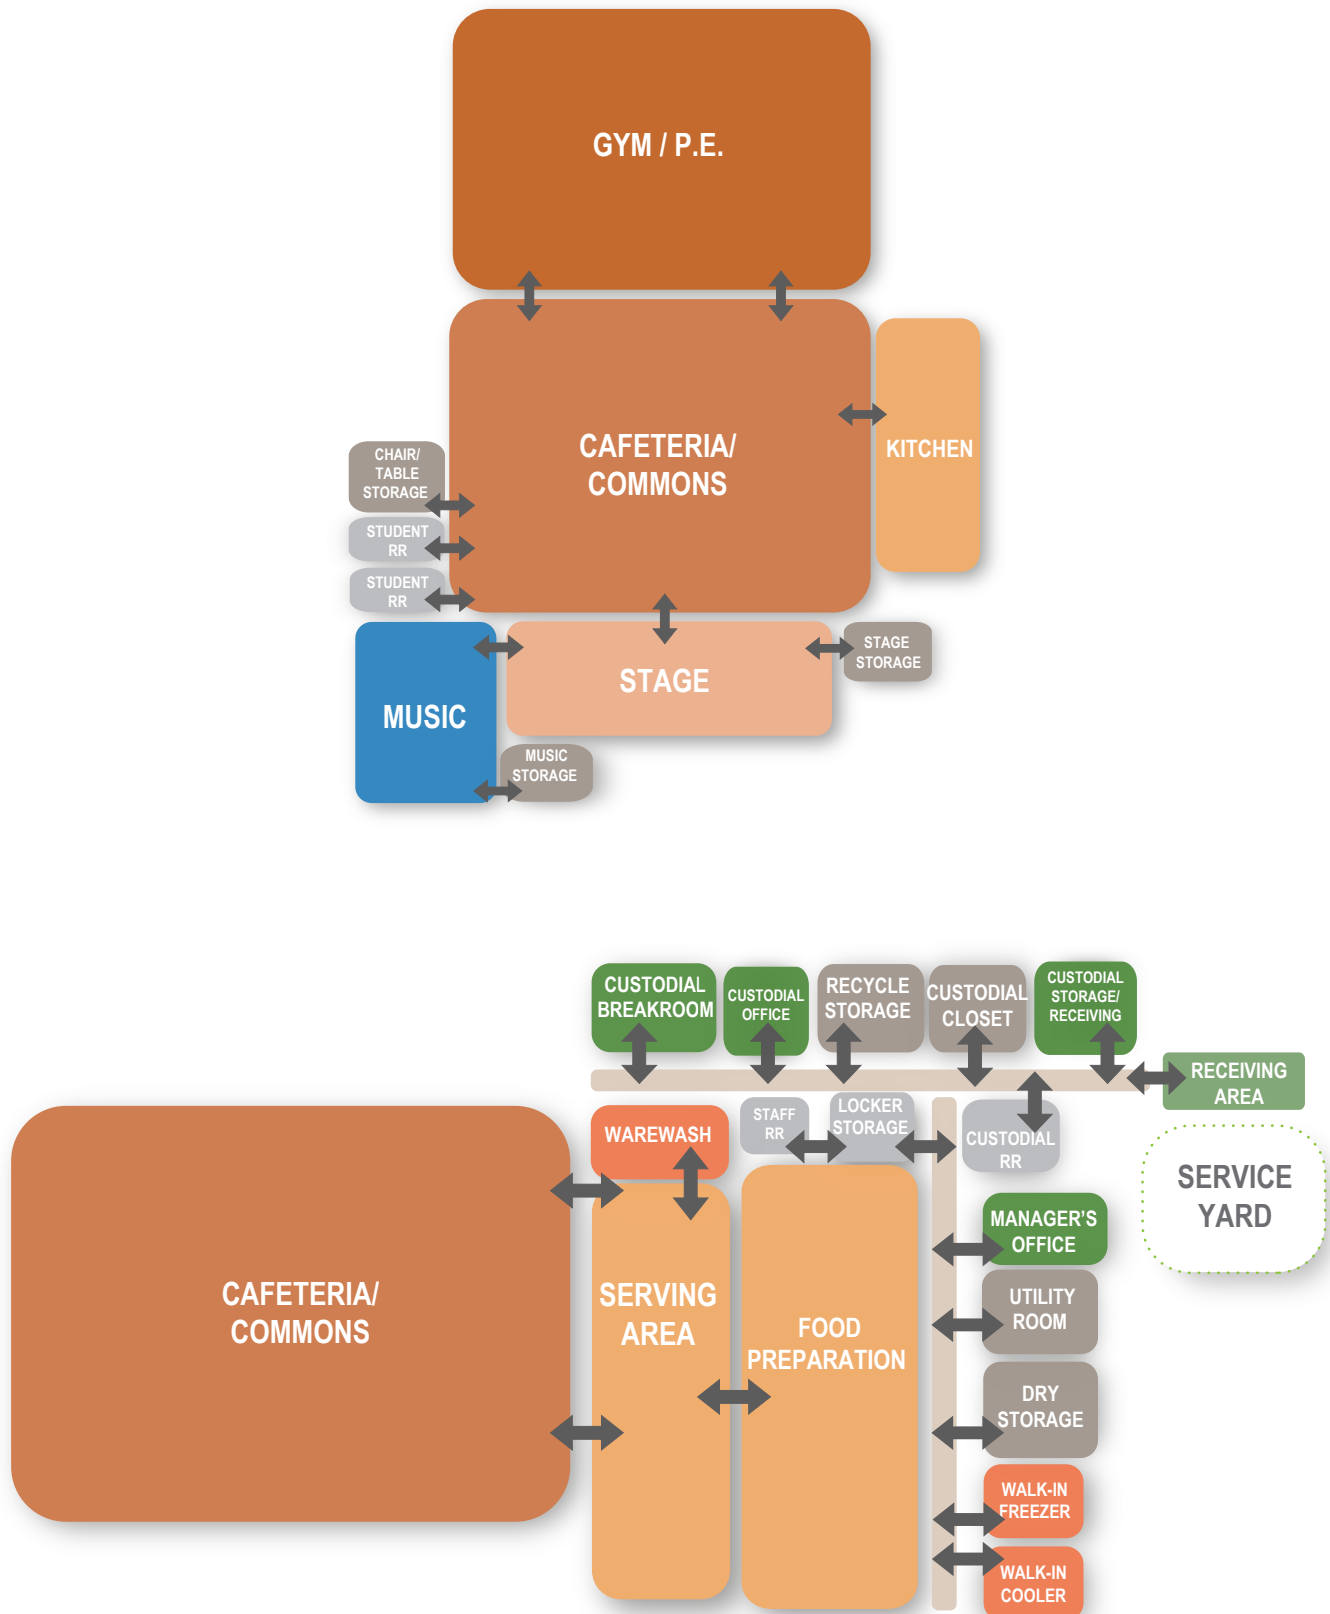 GYM / P.E.
CAFETERIA/
COMMONS
KITCHEN
CHAIR/
TABLE
STORAGE
STUDENT
RR
STUDENT
RR
STAGE
STAGE
STORAGE
MUSIC
MUSIC
STORAGE
CUSTODIAL
BREAKROOM
CUSTODIAL
OFFICE
RECYCLE
STORAGE
CUSTODIAL
CLOSET
CUSTODIAL
STORAGE/
RECEIVING
RECEIVING
AREA
WAREWASH
STAFF
RR
LOCKER
STORAGE
CUSTODIAL
RR
SERVICE
YARD
MANAGER'S
OFFICE
CAFETERIA/
COMMONS
SERVING
AREA
FOOD
PREPARATION
UTILITY
ROOM
DRY
STORAGE
WALK-IN
FREEZER
WALK-IN
COOLER